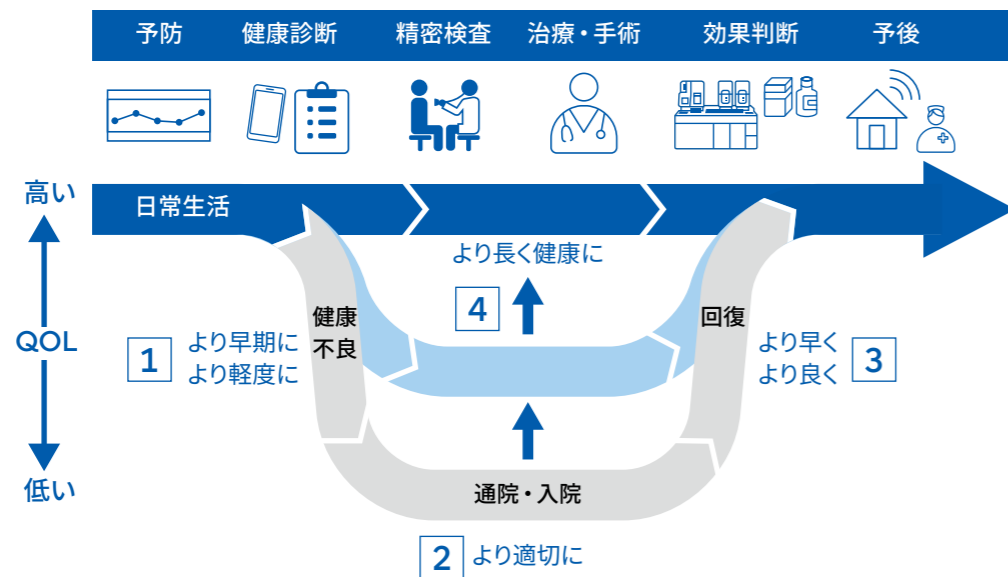 予防
健康診断
精密検査
治療・手術
効果判断
予後
高い
QOL
低い
日常生活
より長く健康に
4
健康
不良
回復
1
より早期に
より軽度に
より早く
より良く
3
通院・入院
2
より適切に